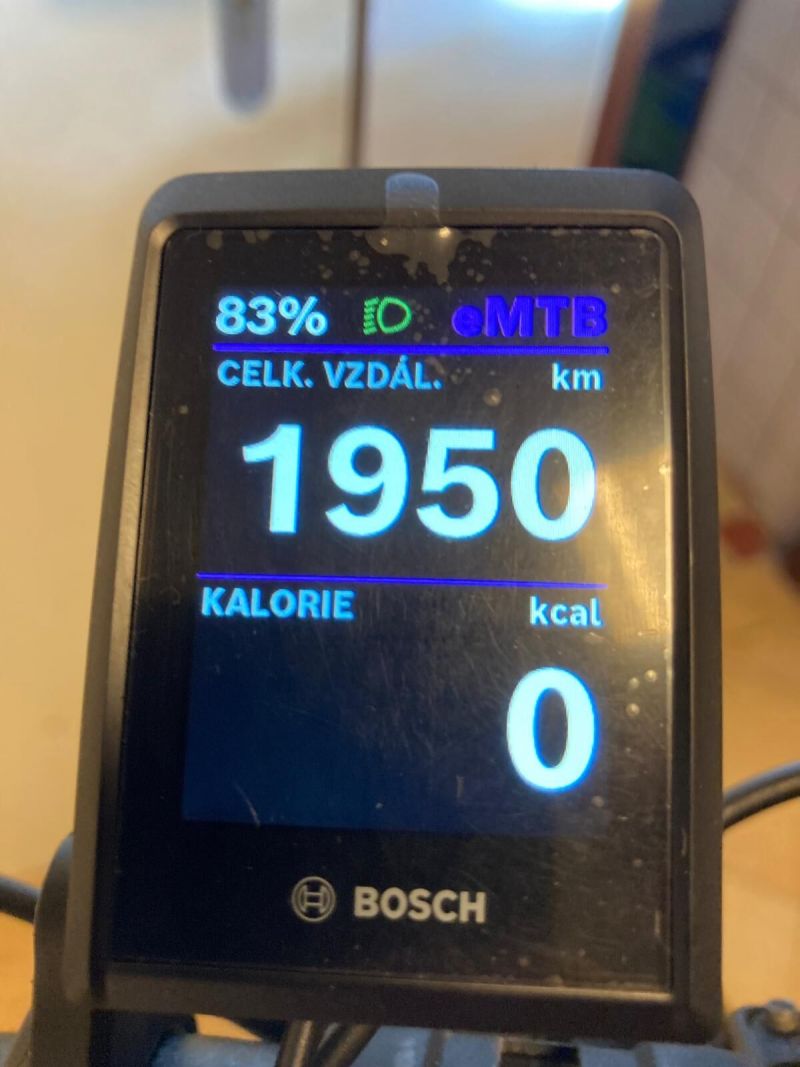 83% eMTB
CELK. VZDÁL. km
1950
KALORIE kcal
0
BOSCH